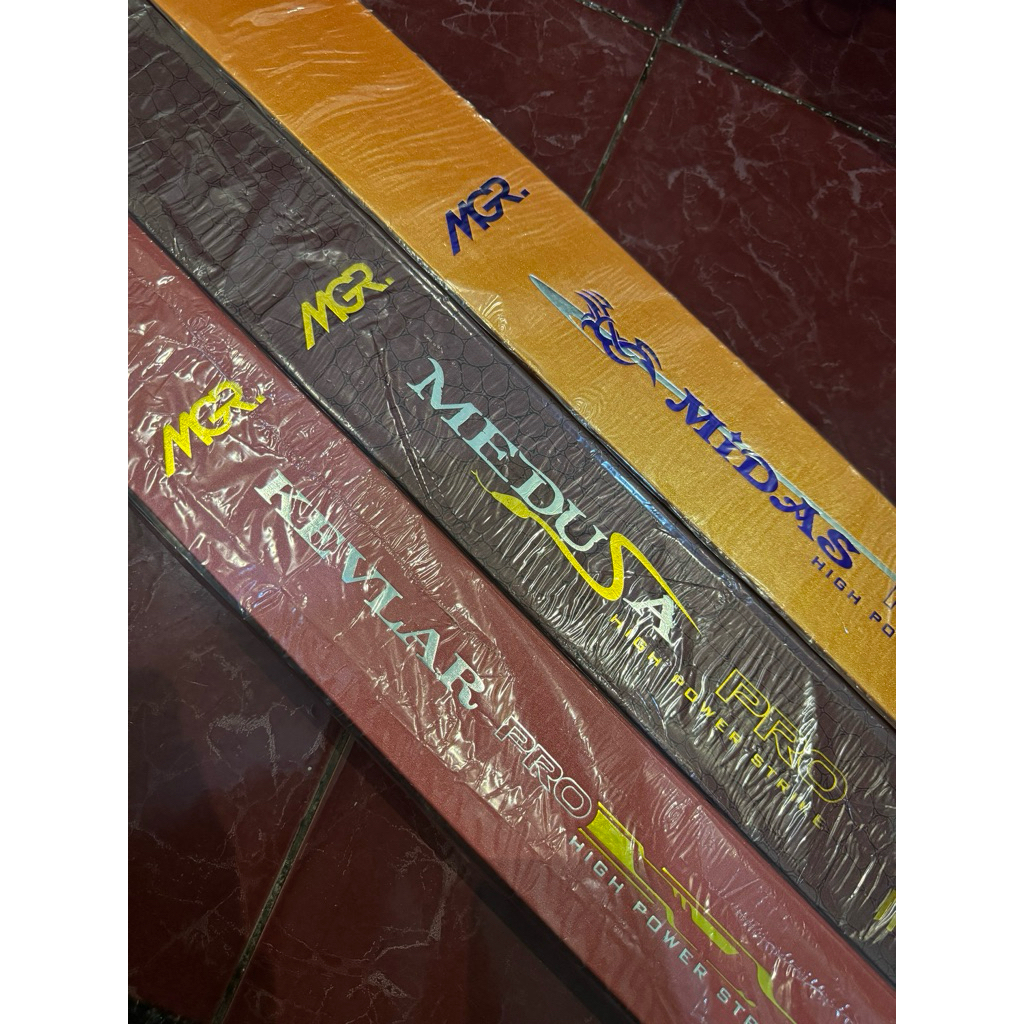 MGR.
MiDAS
HIGH PO
MGR.
MEDUSA
PRO
HIGH POWER STRIKE
MGR.
KEVLAR
PRO
HIGH POWER STR